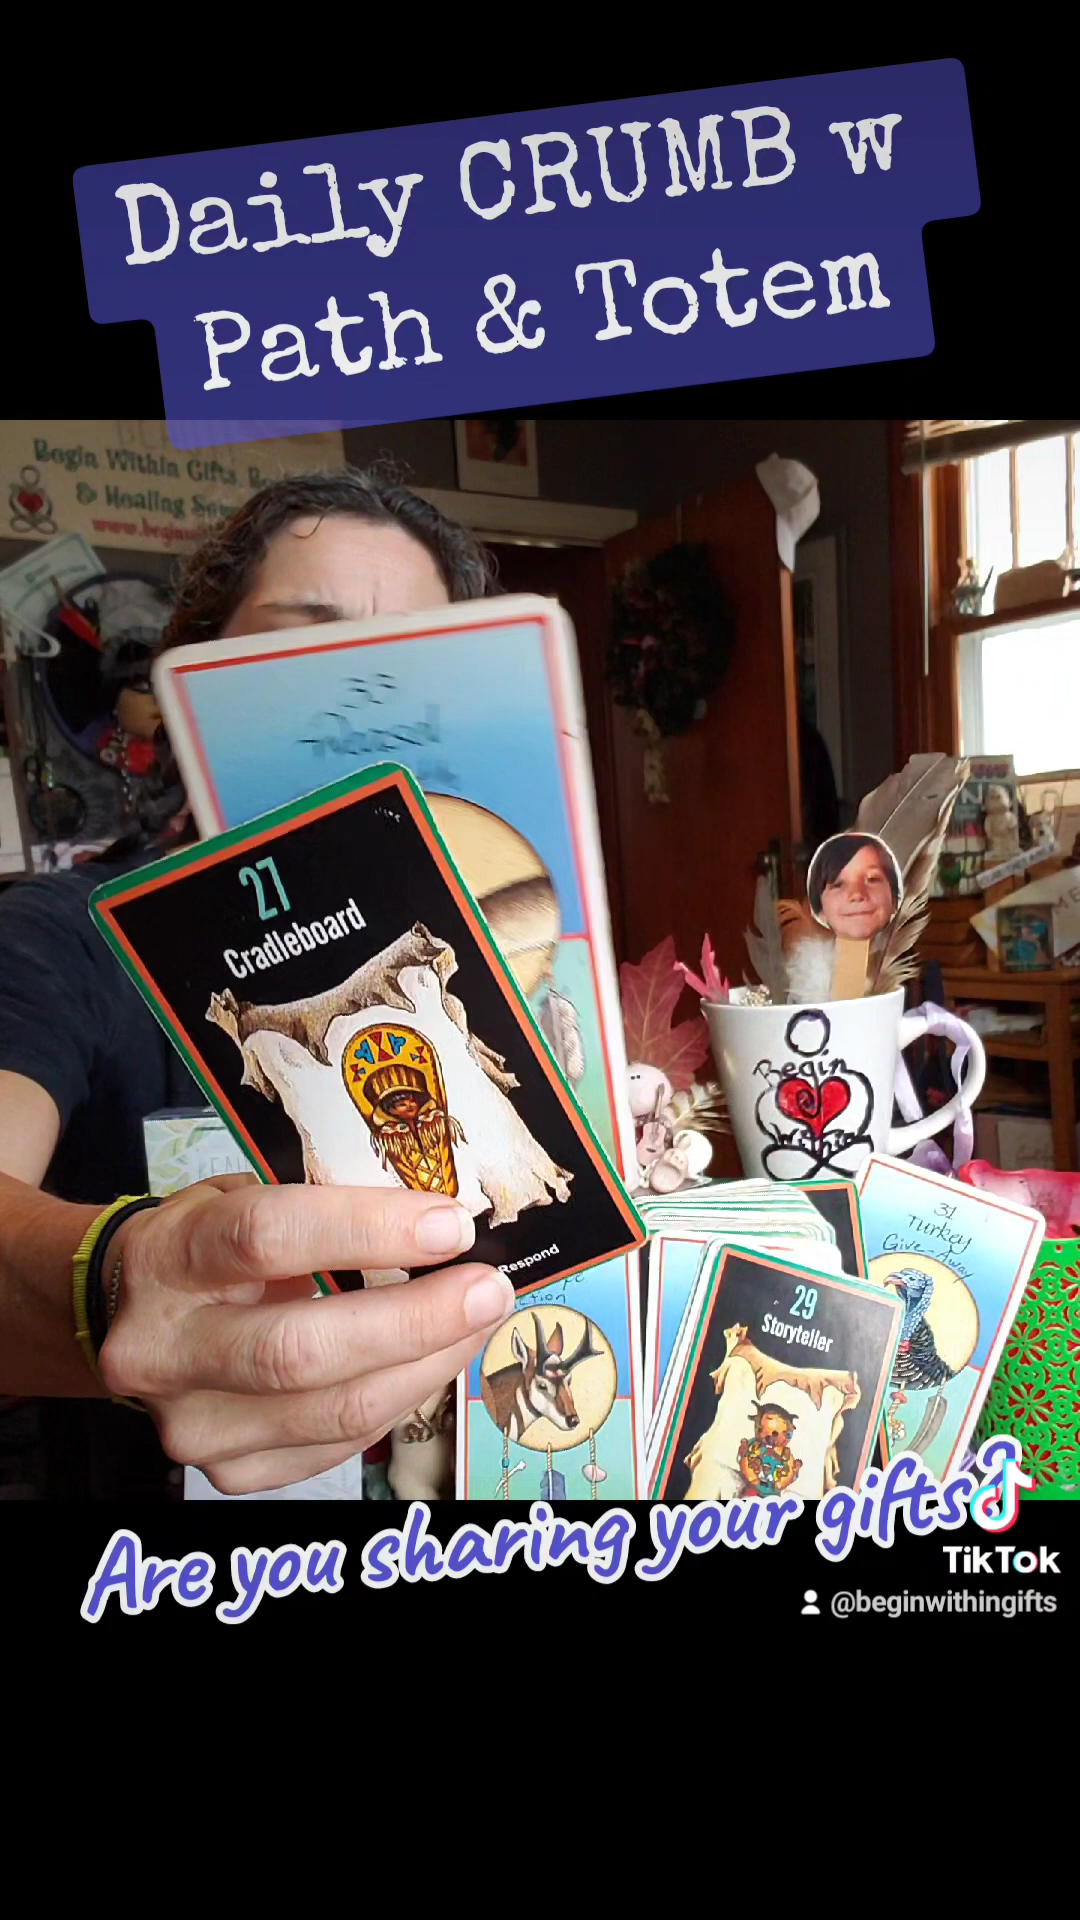 Daily CRUMB w
Path & Totem
Begin Within Gifts,
& Healing
27
Cradleboard
Respond
Begin
Within
31
Turkey
Give-Away
29
Storyteller
Are you sharing your gifts?
TikTok
@beginwithingifts